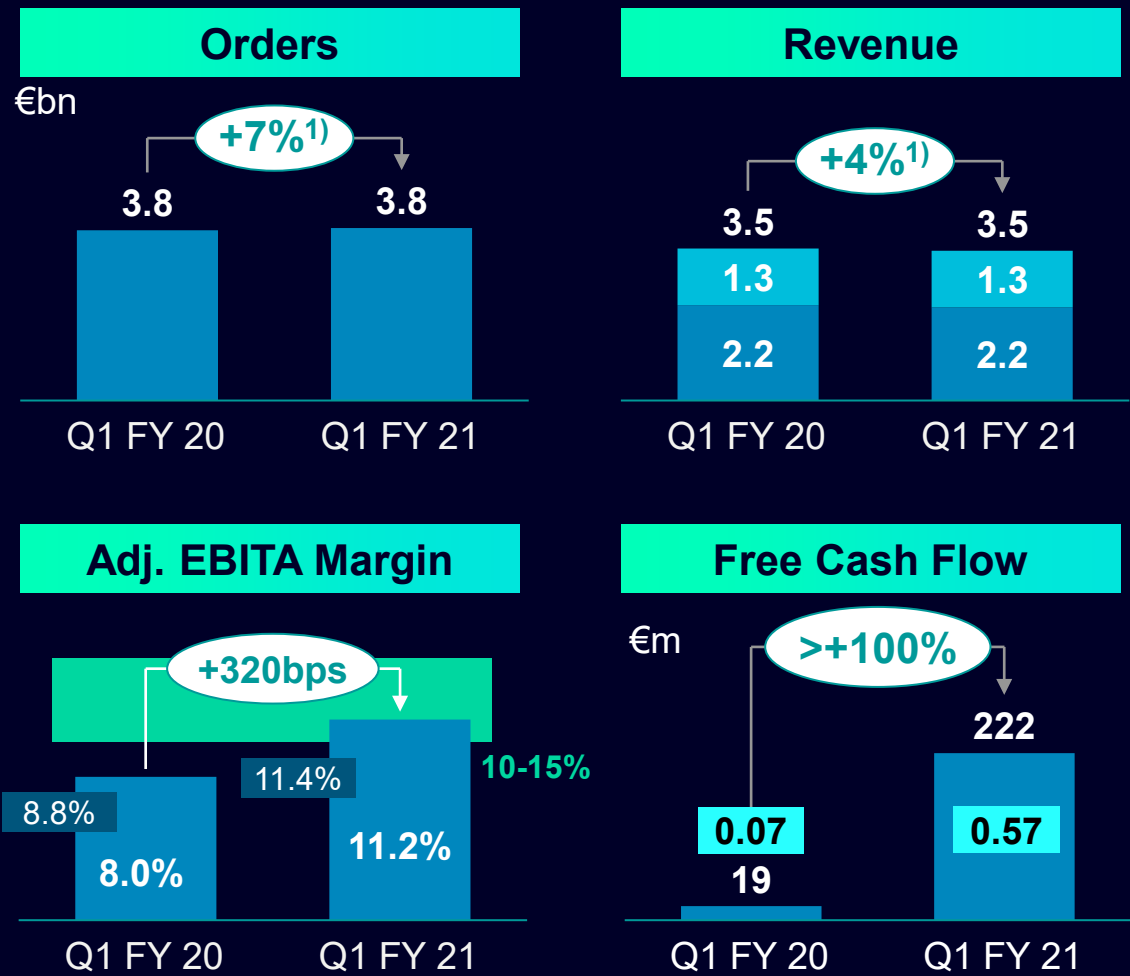 Orders
€bn
+7%1)
3.8
3.8
Q1 FY 20
Q1 FY 21
Revenue
+4%1)
3.5
3.5
1.3
1.3
2.2
2.2
Q1 FY 20
Q1 FY 21
Adj. EBITA Margin
+320bps
10-15%
11.4%
8.8%
11.2%
8.0%
Q1 FY 20
Q1 FY 21
Free Cash Flow
€m
>+100%
222
0.07
0.57
19
Q1 FY 20
Q1 FY 21